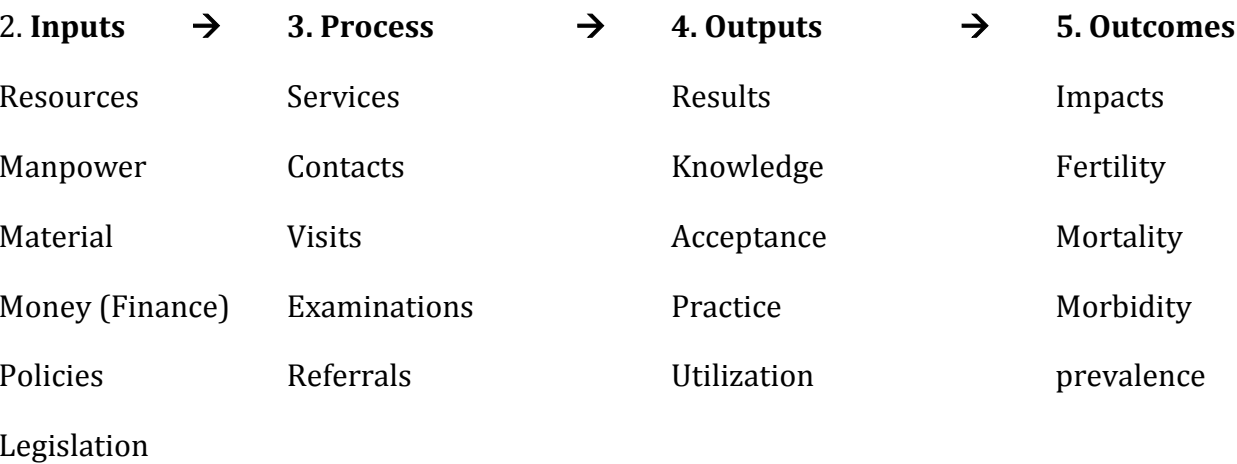 2. Inputs → 3. Process → 4. Outputs → 5. Outcomes
Resources Services Results Impacts
Manpower Contacts Knowledge Fertility
Material Visits Acceptance Mortality
Money (Finance) Examinations Practice Morbidity
Policies Referrals Utilization prevalence
Legislation